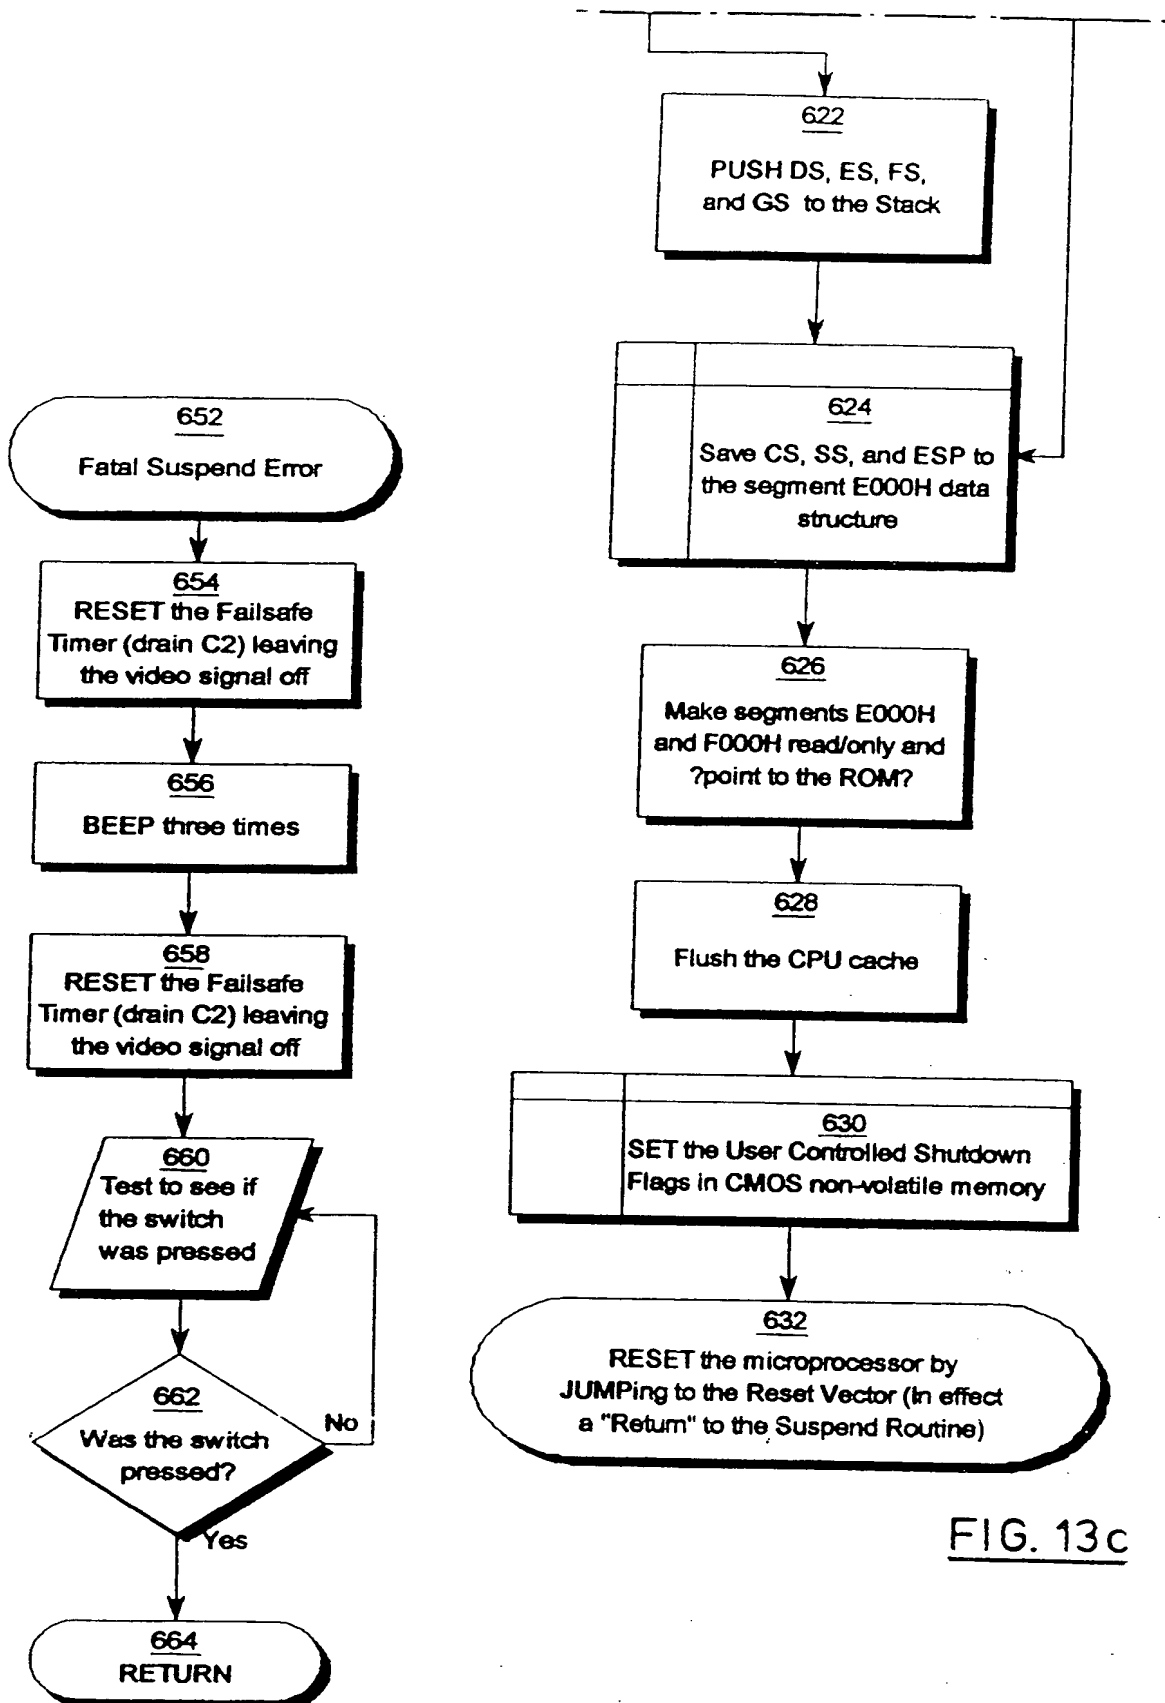 652
Fatal Suspend Error
654
RESET the Failsafe
Timer (drain C2) leaving
the video signal off
656
BEEP three times
658
RESET the Failsafe
Timer (drain C2) leaving
the video signal off
660
Test to see if
the switch
was pressed
662
Was the switch
pressed?
No
Yes
664
RETURN
622
PUSH DS, ES, FS,
and GS to the Stack
624
Save CS, SS, and ESP to
the segment E000H data
structure
626
Make segments E000H
and F000H read/only and
?point to the ROM?
628
Flush the CPU cache
630
SET the User Controlled Shutdown
Flags in CMOS non-volatile memory
632
RESET the microprocessor by
JUMPing to the Reset Vector (In effect
a "Return" to the Suspend Routine)
FIG. 13c